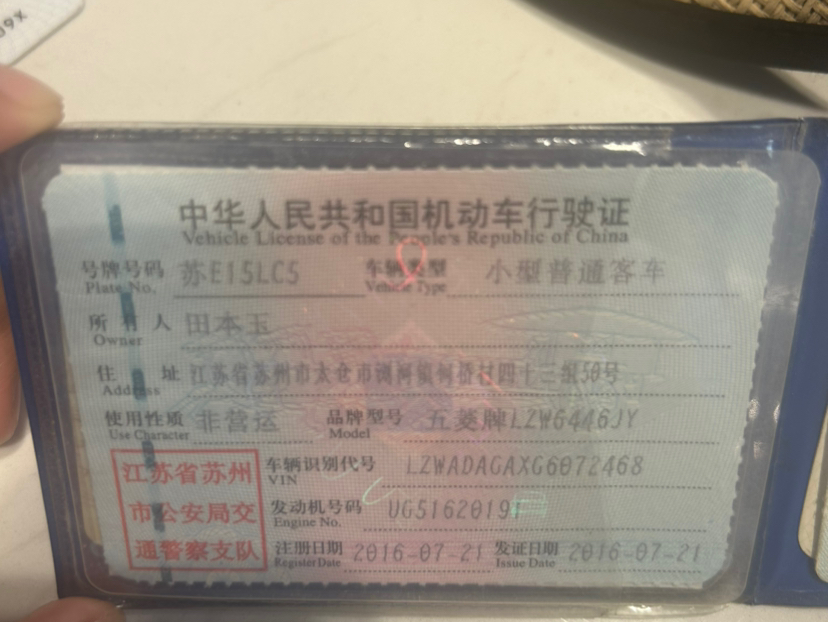 09X
中华人民共和国机动车行驶证
Vehicle License of the People's Republic of China
号牌号码 苏E15LC5 车辆类型 小型普通客车
Plate No. Vehicle Type
所有人 田本玉
Owner
住址 江苏省苏州市太仓市浏河镇何桥村四十三组50号
Address
使用性质 非营运 品牌型号 五菱牌LZW6446JY
Use Character Model
江苏省苏州 车辆识别代号 LZWADAGAXG6072468
VIN
市公安局交 发动机号码 UG5162019
Engine No.
通警察支队 注册日期 2016-07-21 发证日期 2016-07-21
Register Date Issue Date